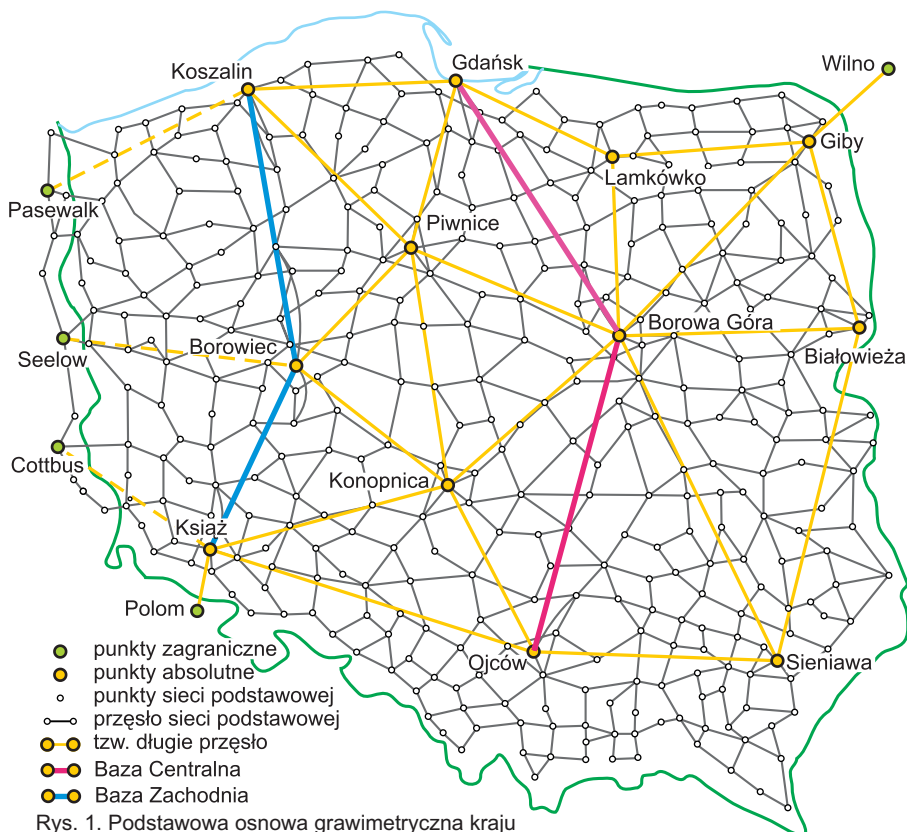 Gdańsk
Koszalin
Wilno
Giby
Lamkówko
Pasewalk
Piwnice
Borowa Góra
Seelow
Borowiec
Białowieża
Cottbus
Konopnica
Książ
Polom
Ojców
Sieniawa
punkty zagraniczne
punkty absolutne
punkty sieci podstawowej
przęsło sieci podstawowej
tzw. długie przęsło
Baza Centralna
Baza Zachodnia
Rys. 1. Podstawowa osnowa grawimetryczna kraju